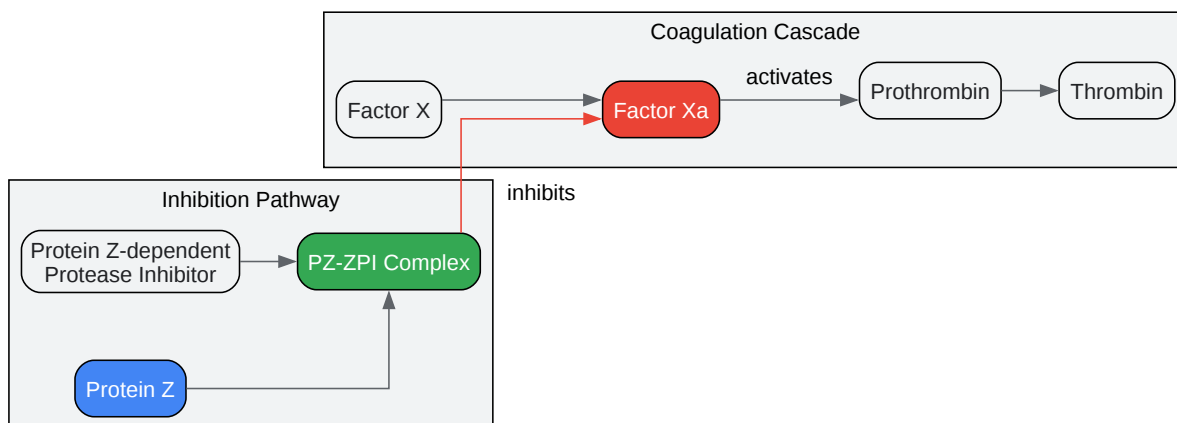 Coagulation Cascade
Factor X
Factor Xa
activates
Prothrombin
Thrombin
inhibits
Inhibition Pathway
Protein Z-dependent
Protease Inhibitor
PZ-ZPI Complex
Protein Z